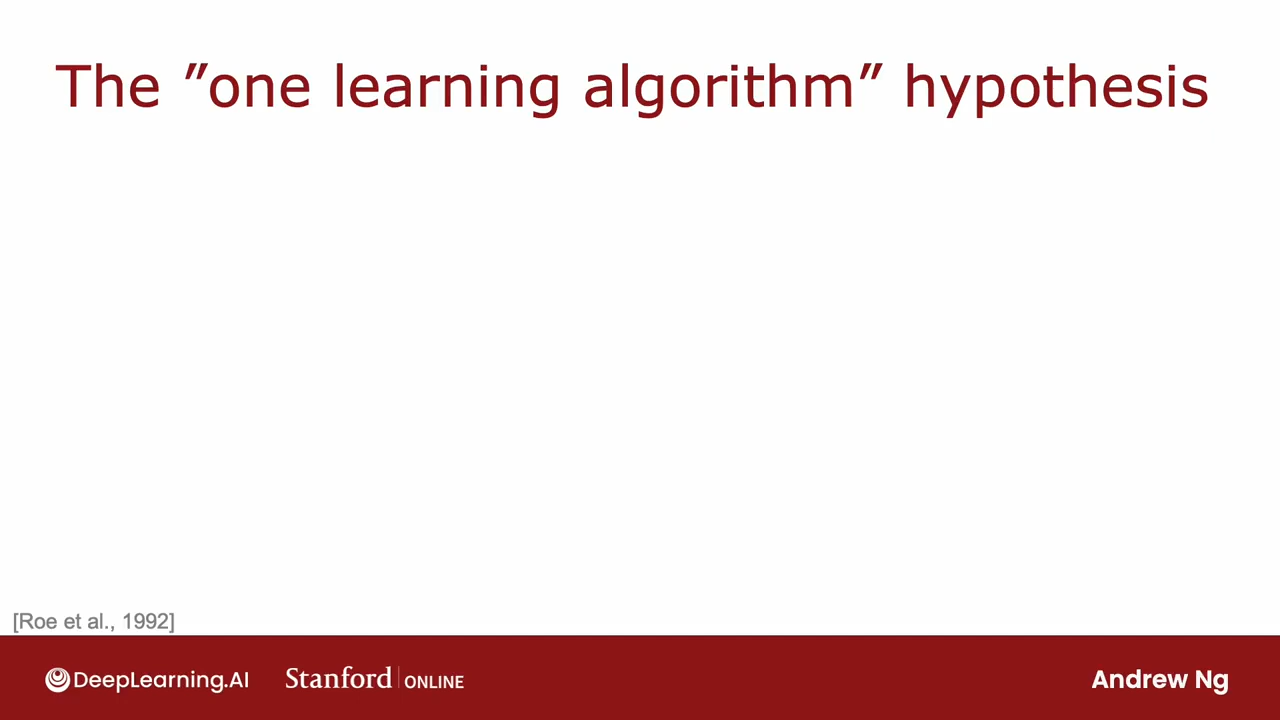 The ”one learning algorithm” hypothesis
[Roe et al., 1992]
DeepLearning.AI Stanford ONLINE Andrew Ng